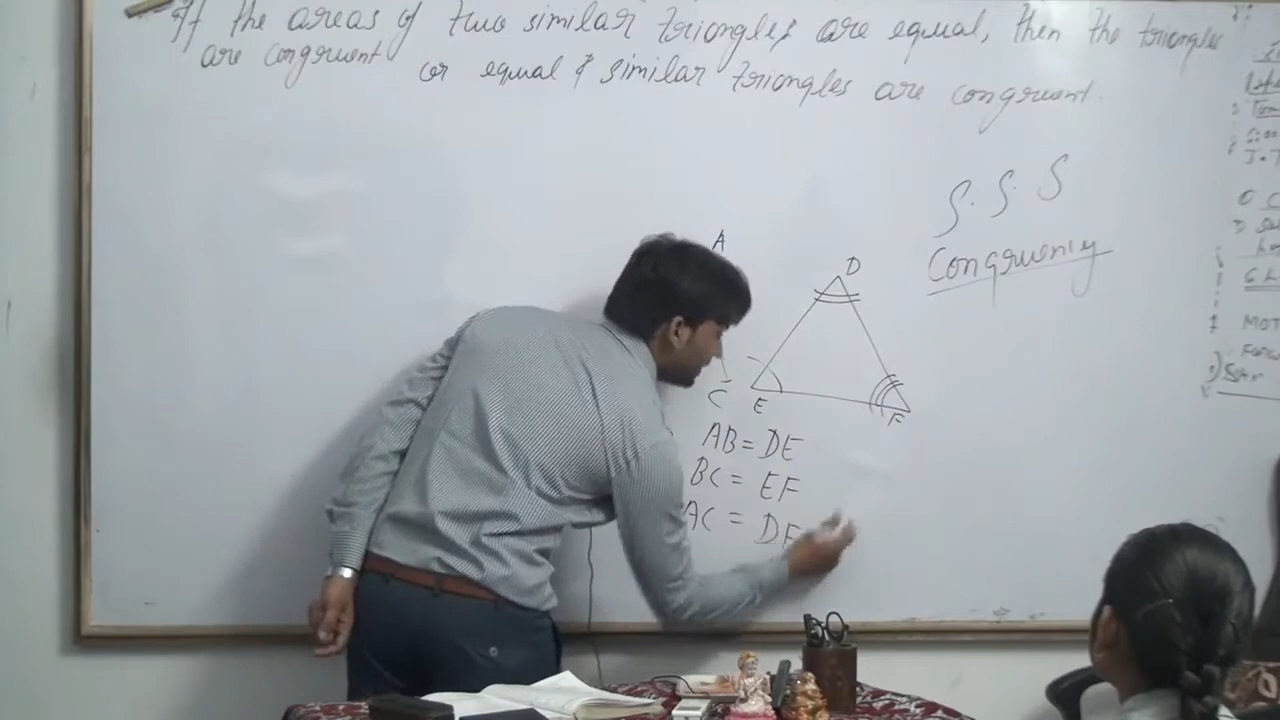 If the areas of two similar triangles are equal, then the triangles
are congruent or equal & similar triangles are congruent.
S. S. S
Congruency
A
D
C
E
F
AB = DE
BC = EF
AC = DF